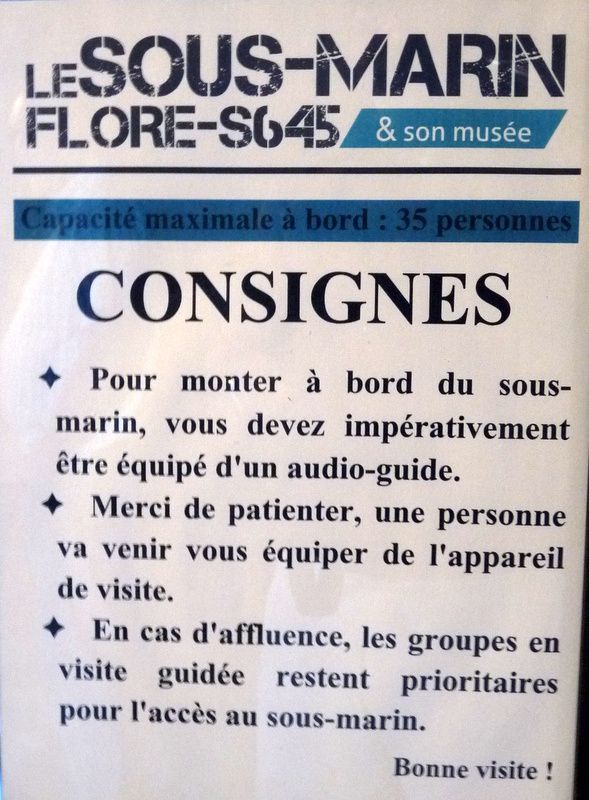 LE SOUS-MARIN
FLORE-S645 & son musée
Capacité maximale à bord : 35 personnes
CONSIGNES
✦ Pour monter à bord du sous-
marin, vous devez impérativement
être équipé d'un audio-guide.
✦ Merci de patienter, une personne
va venir vous équiper de l'appareil
de visite.
✦ En cas d'affluence, les groupes en
visite guidée restent prioritaires
pour l'accès au sous-marin.
Bonne visite !